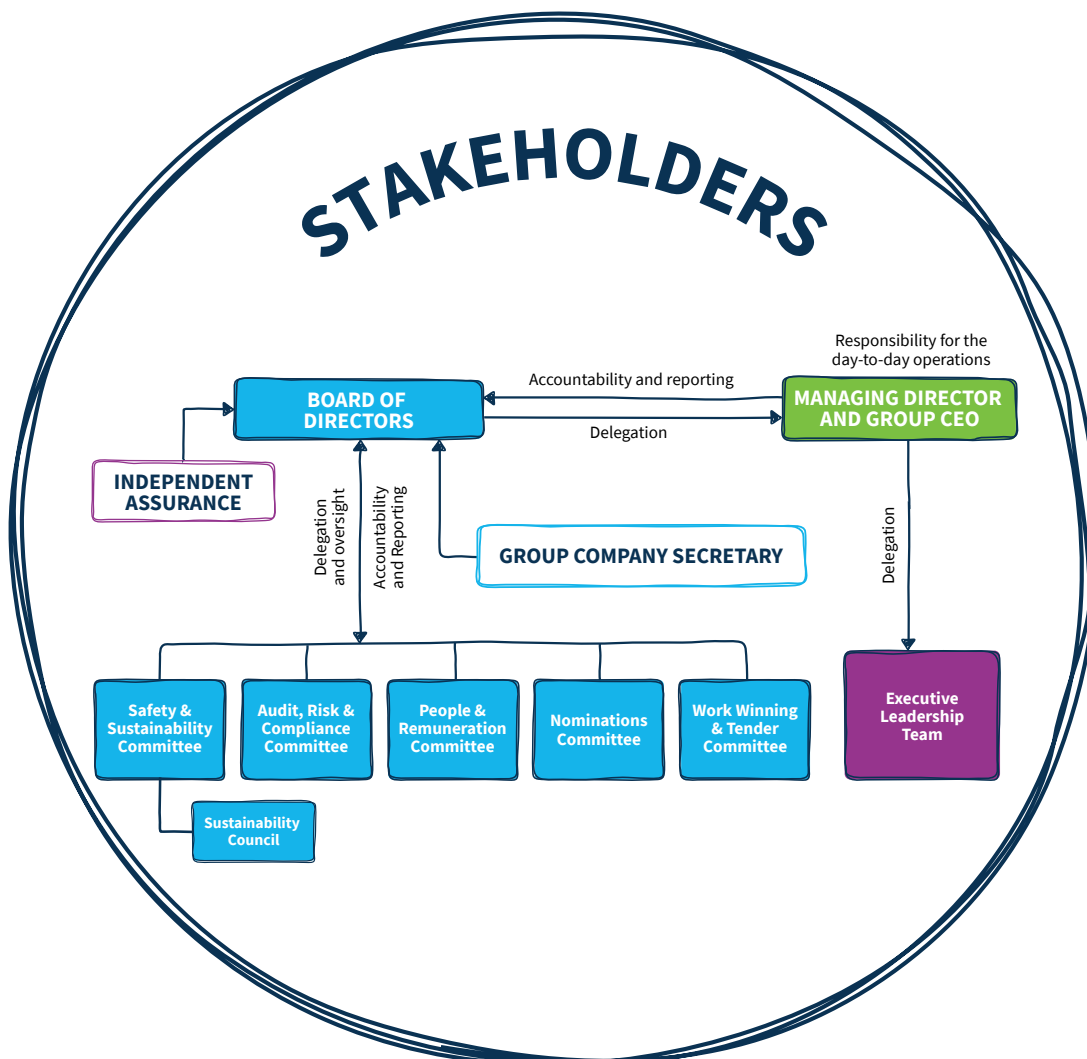 STAKEHOLDERS
Responsibility for the
day-to-day operations
BOARD OF
DIRECTORS
Accountability and reporting
Delegation
MANAGING DIRECTOR
AND GROUP CEO
INDEPENDENT
ASSURANCE
Delegation
and oversight
Accountability
and Reporting
GROUP COMPANY SECRETARY
Delegation
Safety &
Sustainability
Committee
Audit, Risk &
Compliance
Committee
People &
Remuneration
Committee
Nominations
Committee
Work Winning
& Tender
Committee
Executive
Leadership
Team
Sustainability
Council